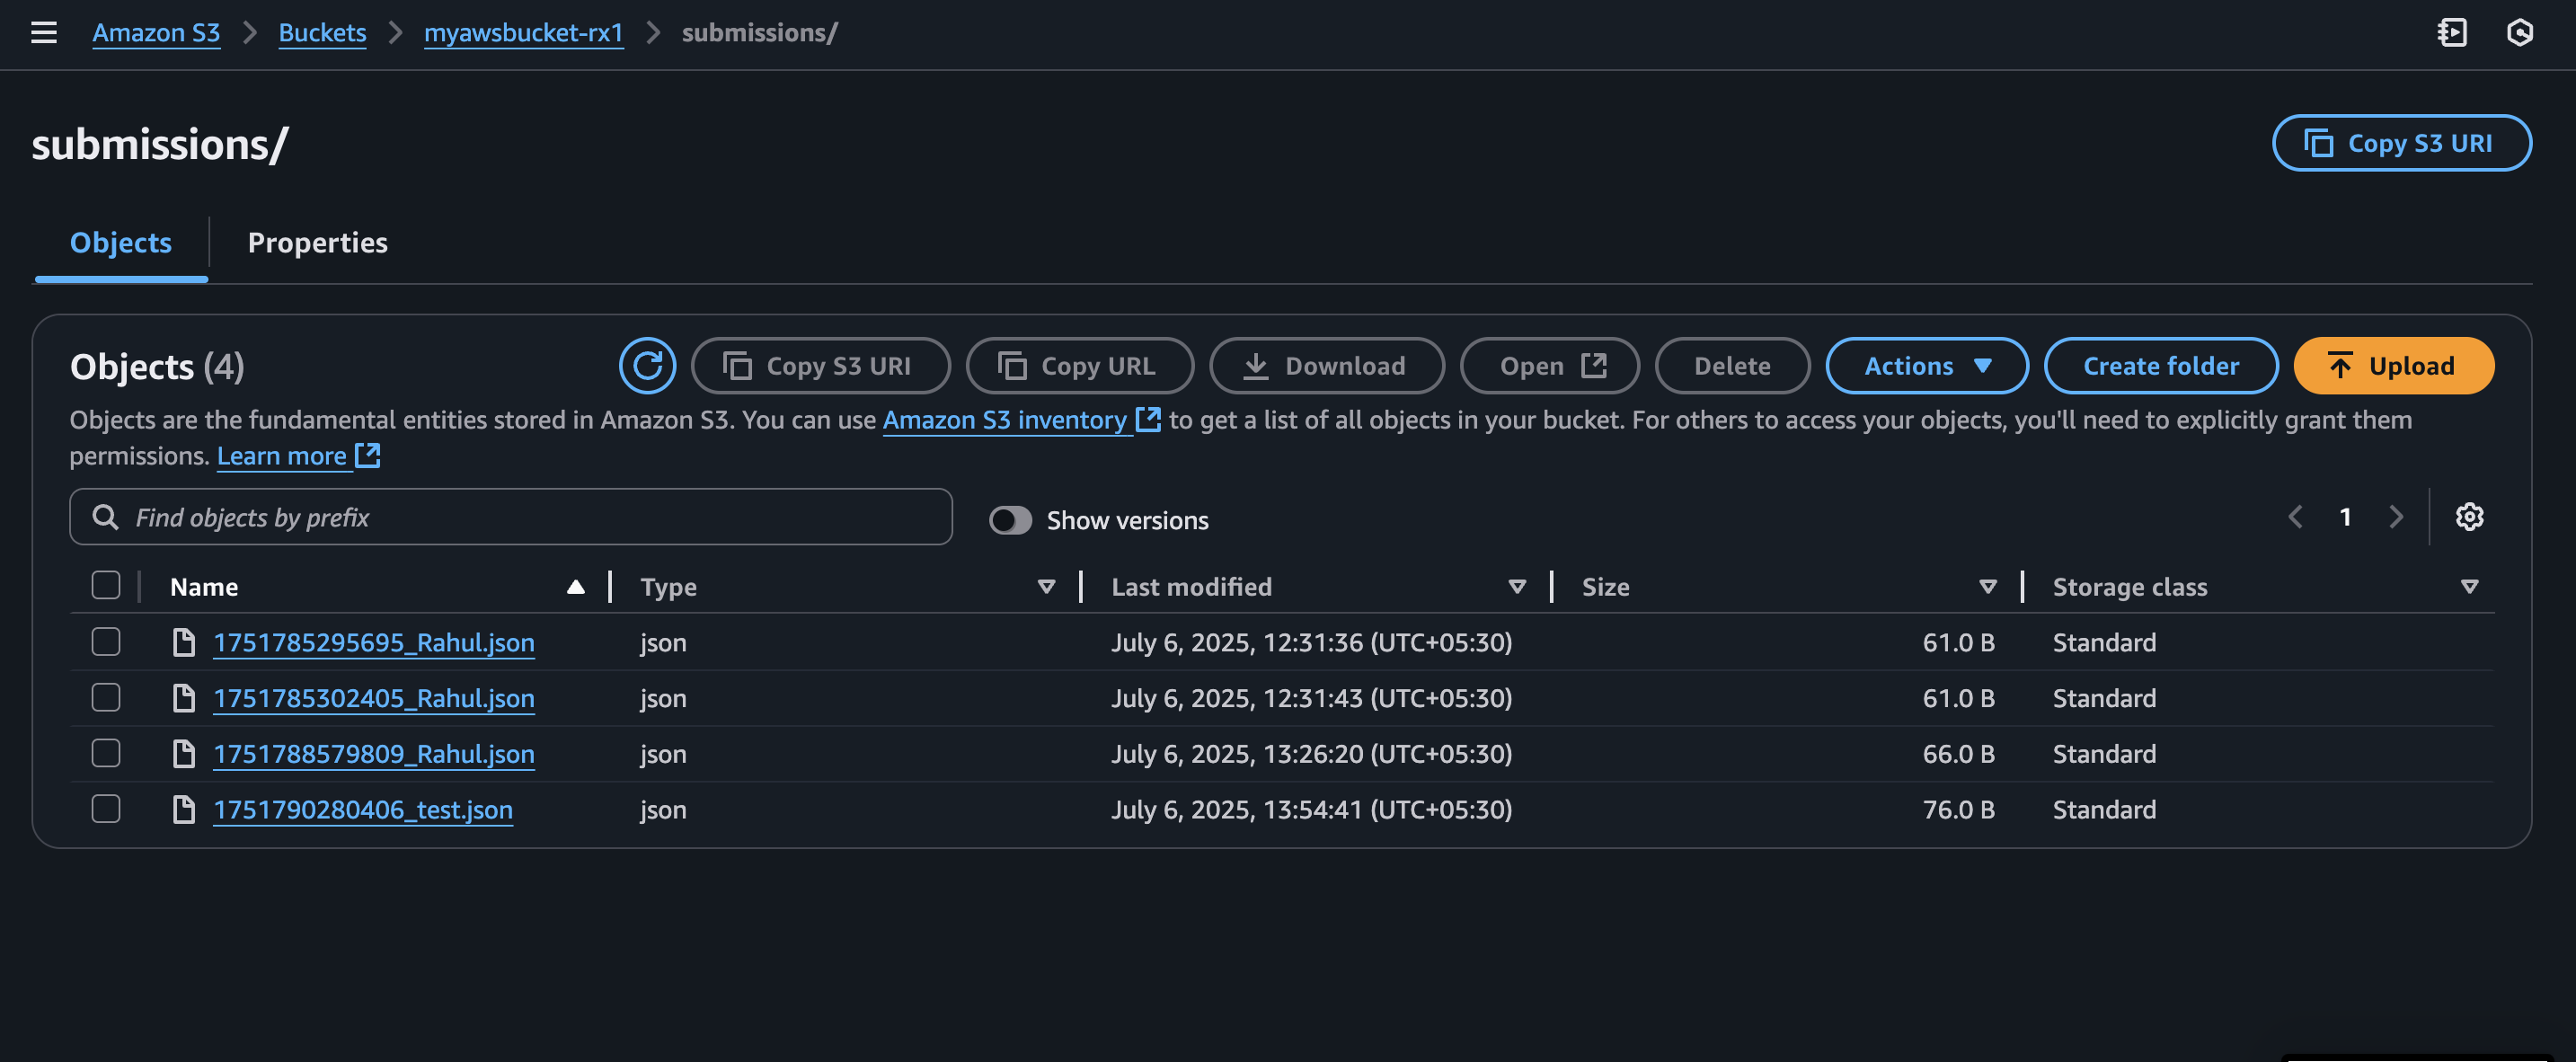 Amazon S3 > Buckets > myawsbucket-rx1 > submissions/
submissions/
Copy S3 URI
Objects
Properties
Objects (4)
Copy S3 URI
Copy URL
Download
Open
Delete
Actions
Create folder
Upload
Objects are the fundamental entities stored in Amazon S3. You can use Amazon S3 inventory to get a list of all objects in your bucket. For others to access your objects, you'll need to explicitly grant them
permissions. Learn more
Find objects by prefix
Show versions
1
Name Type Last modified Size Storage class
1751785295695_Rahul.json json July 6, 2025, 12:31:36 (UTC+05:30) 61.0 B Standard
1751785302405_Rahul.json json July 6, 2025, 12:31:43 (UTC+05:30) 61.0 B Standard
1751788579809_Rahul.json json July 6, 2025, 13:26:20 (UTC+05:30) 66.0 B Standard
1751790280406_test.json json July 6, 2025, 13:54:41 (UTC+05:30) 76.0 B Standard